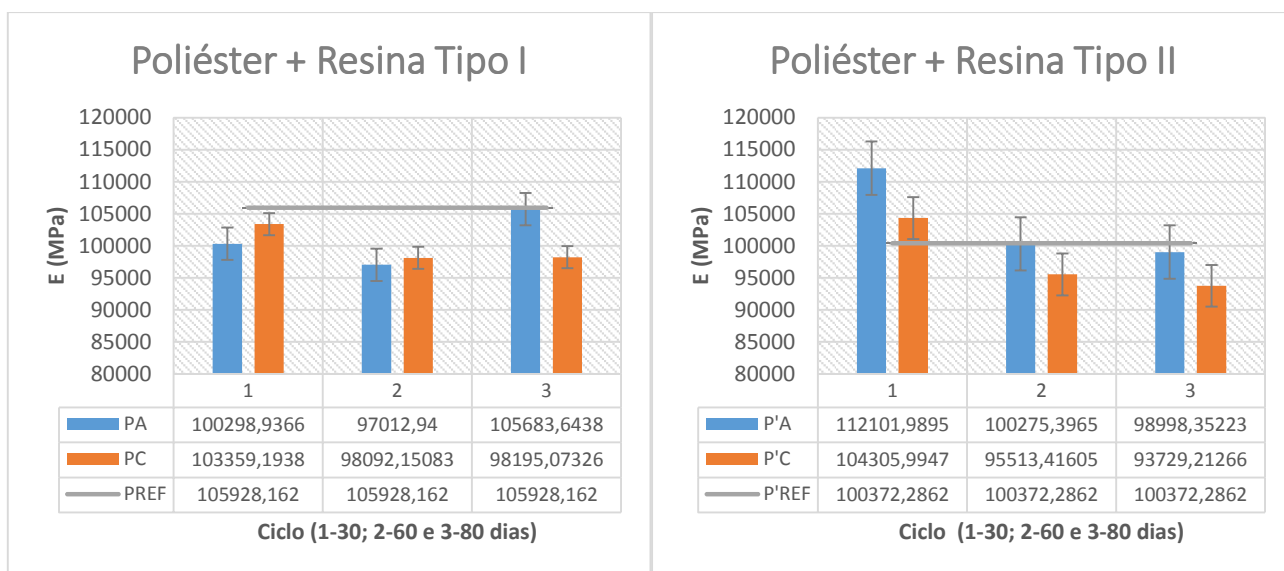 Poliéster + Resina Tipo I
120000
115000
110000
105000
100000
95000
90000
85000
80000
E (MPa)
1 2 3
PA 100298,9366 97012,94 105683,6438
PC 103359,1938 98092,15083 98195,07326
PREF 105928,162 105928,162 105928,162
Ciclo (1-30; 2-60 e 3-80 dias)
Poliéster + Resina Tipo II
120000
115000
110000
105000
100000
95000
90000
85000
80000
E (MPa)
1 2 3
P'A 112101,9895 100275,3965 98998,35223
P'C 104305,9947 95513,41605 93729,21266
P'REF 100372,2862 100372,2862 100372,2862
Ciclo (1-30; 2-60 e 3-80 dias)